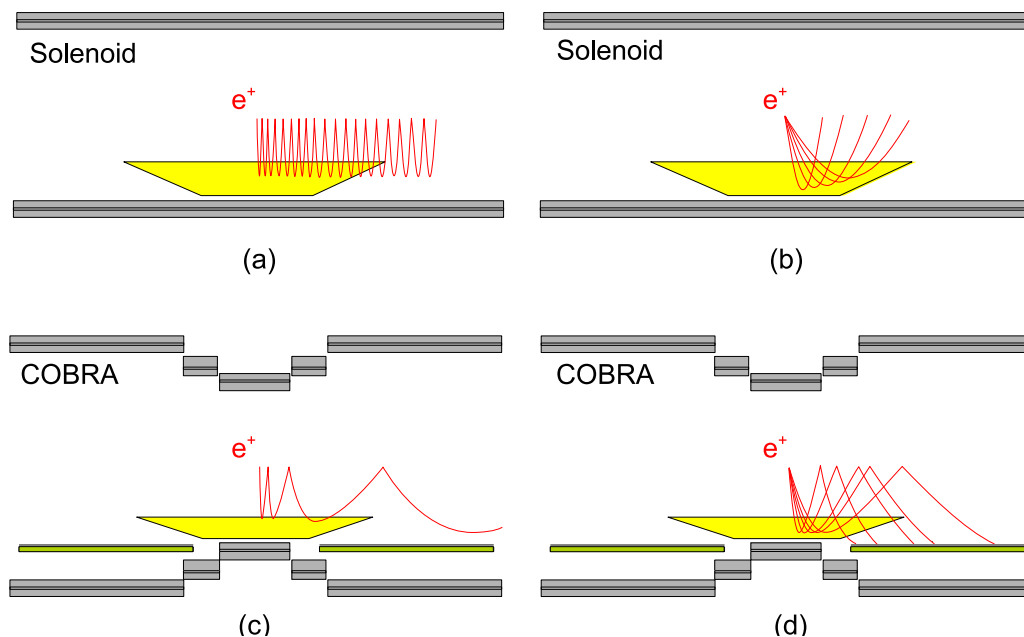 Solenoid
e⁺
(a)
Solenoid
e⁺
(b)
COBRA
e⁺
(c)
COBRA
e⁺
(d)